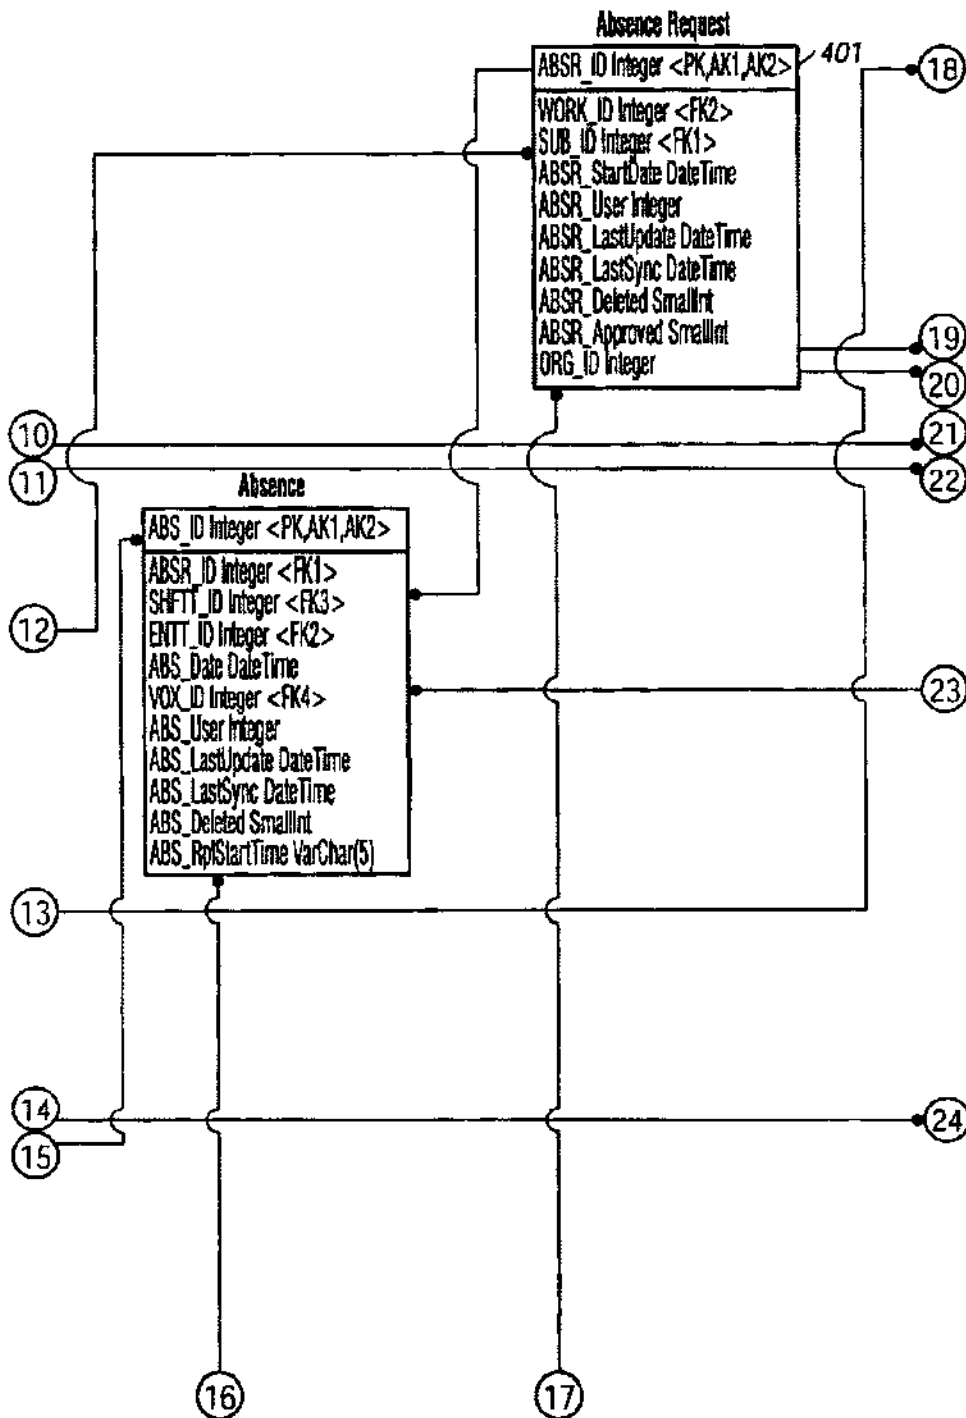 Absence Request
401
ABSR_ID Integer <PK,AK1,AK2>
WORK_ID Integer <FK2>
SUB_ID Integer <FK1>
ABSR_StartDate DateTime
ABSR_User Integer
ABSR_LastUpdate DateTime
ABSR_LastSync DateTime
ABSR_Deleted SmallInt
ABSR_Approved SmallInt
ORG_ID Integer
18
19
20
10
21
11
22
Absence
ABS_ID Integer <PK,AK1,AK2>
ABSR_ID Integer <FK1>
SHFTT_ID Integer <FK3>
ENTT_ID Integer <FK2>
ABS_Date DateTime
VOX_ID Integer <FK4>
ABS_User Integer
ABS_LastUpdate DateTime
ABS_LastSync DateTime
ABS_Deleted SmallInt
ABS_RplStartTime VarChar(5)
12
23
13
14
24
15
16
17